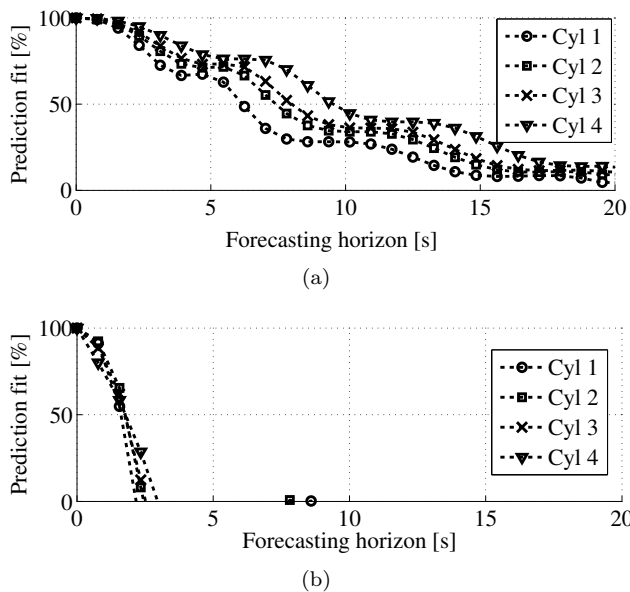 100
50
0
Prediction fit [%]
Cyl 1
Cyl 2
Cyl 3
Cyl 4
0 5 10 15 20
Forecasting horizon [s]
(a)
100
50
0
Prediction fit [%]
Cyl 1
Cyl 2
Cyl 3
Cyl 4
0 5 10 15 20
Forecasting horizon [s]
(b)